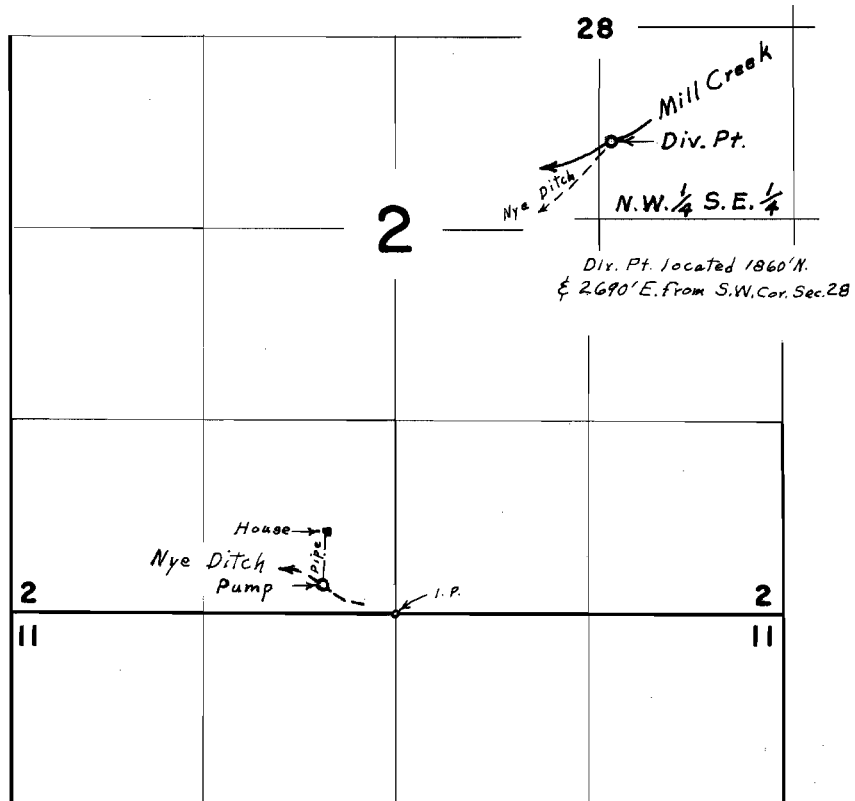 28
Mill Creek
Div. Pt.
Nye Ditch
N.W. 1/4 S.E. 1/4
2
Div. Pt. located 1860' N.
& 2690' E. from S.W. Cor. Sec. 28
House
Pipe
Nye Ditch
Pump
I.P.
2
2
11
11